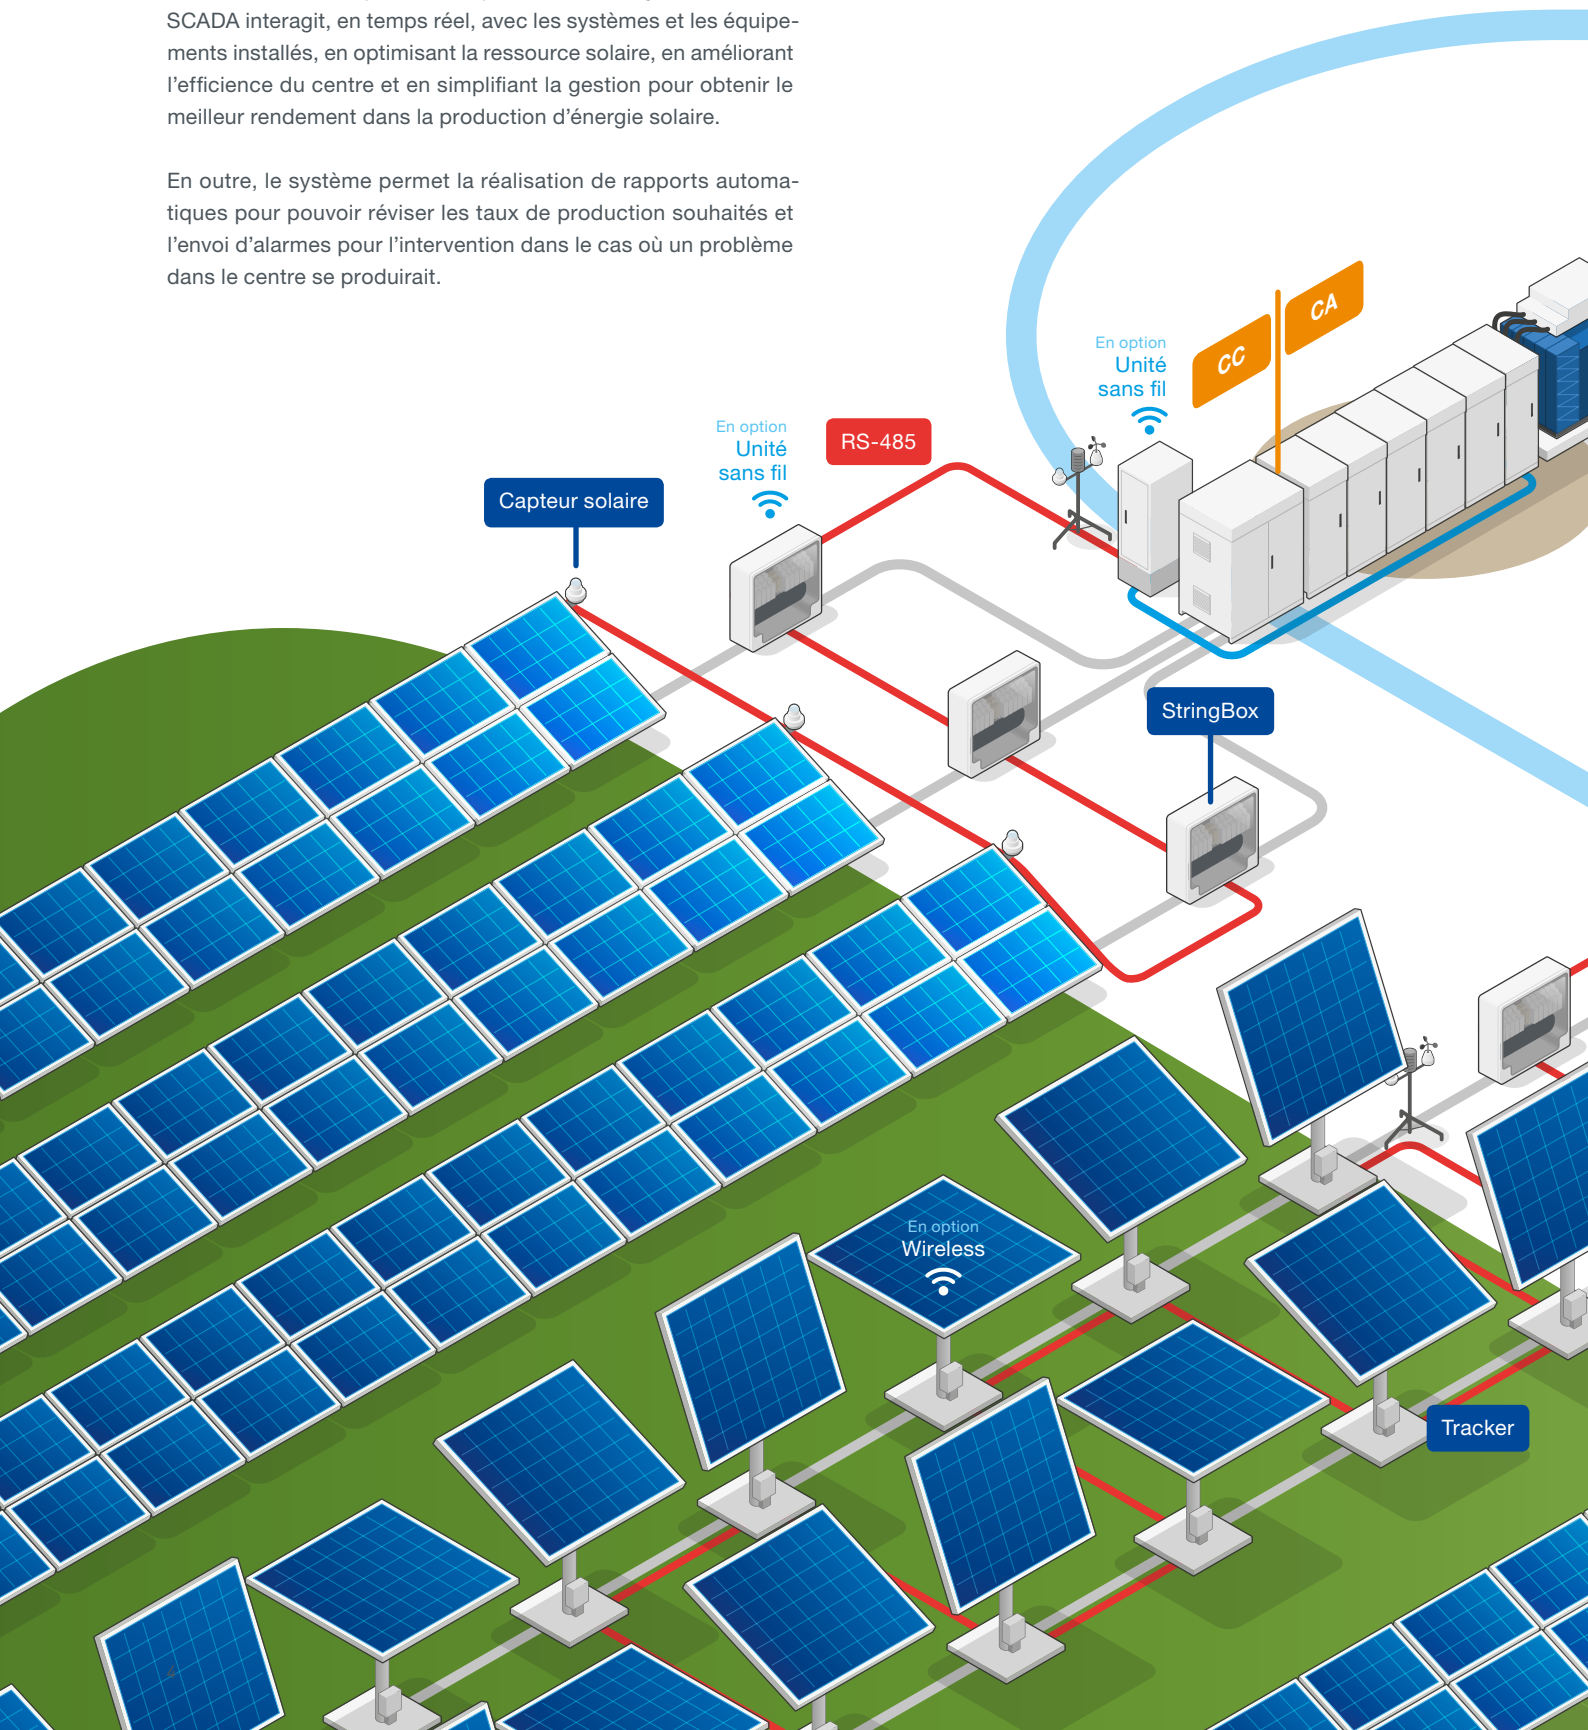 SCADA interagit, en temps réel, avec les systèmes et les équipe-
ments installés, en optimisant la ressource solaire, en améliorant
l’efficience du centre et en simplifiant la gestion pour obtenir le
meilleur rendement dans la production d’énergie solaire.
En outre, le système permet la réalisation de rapports automa-
tiques pour pouvoir réviser les taux de production souhaités et
l’envoi d’alarmes pour l’intervention dans le cas où un problème
dans le centre se produirait.
CA
CC
En option
Unité
sans fil
En option
Unité
sans fil
RS-485
Capteur solaire
StringBox
En option
Wireless
Tracker